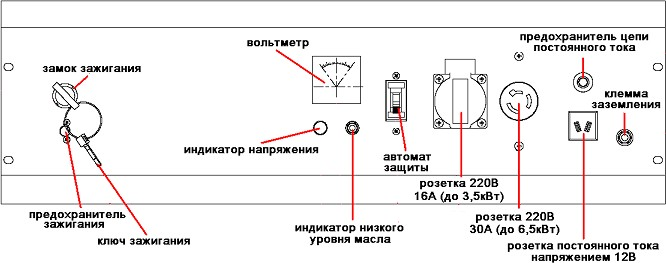 предохранитель цепи
постоянного тока
вольтметр
замок зажигания
клемма
заземления
индикатор напряжения
автомат
защиты
розетка 220В
16А (до 3,5кВт)
предохранитель
зажигания
ключ зажигания
индикатор низкого
уровня масла
розетка 220В
30А (до 6,5кВт)
розетка постоянного тока
напряжением 12В